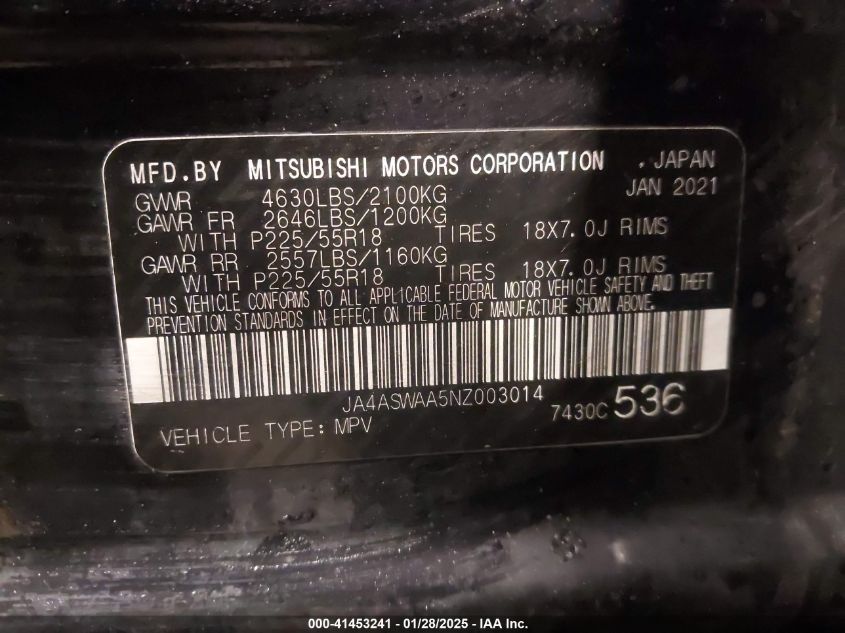 MFD.BY MITSUBISHI MOTORS CORPORATION . JAPAN
GVWR 4630LBS/2100KG JAN 2021
GAWR FR 2646LBS/1200KG
WITH P225/55R18 TIRES 18X7.0J RIMS
GAWR RR 2557LBS/1160KG
WITH P225/55R18 TIRES 18X7.0J RIMS
THIS VEHICLE CONFORMS TO ALL APPLICABLE FEDERAL MOTOR VEHICLE SAFETY AND THEFT
PREVENTION STANDARDS IN EFFECT ON THE DATE OF MANUFACTURE SHOWN ABOVE.
JA4ASWAA5NZ003014
VEHICLE TYPE: MPV 7430C 536
000-41453241 - 01/28/2025 - IAA Inc.